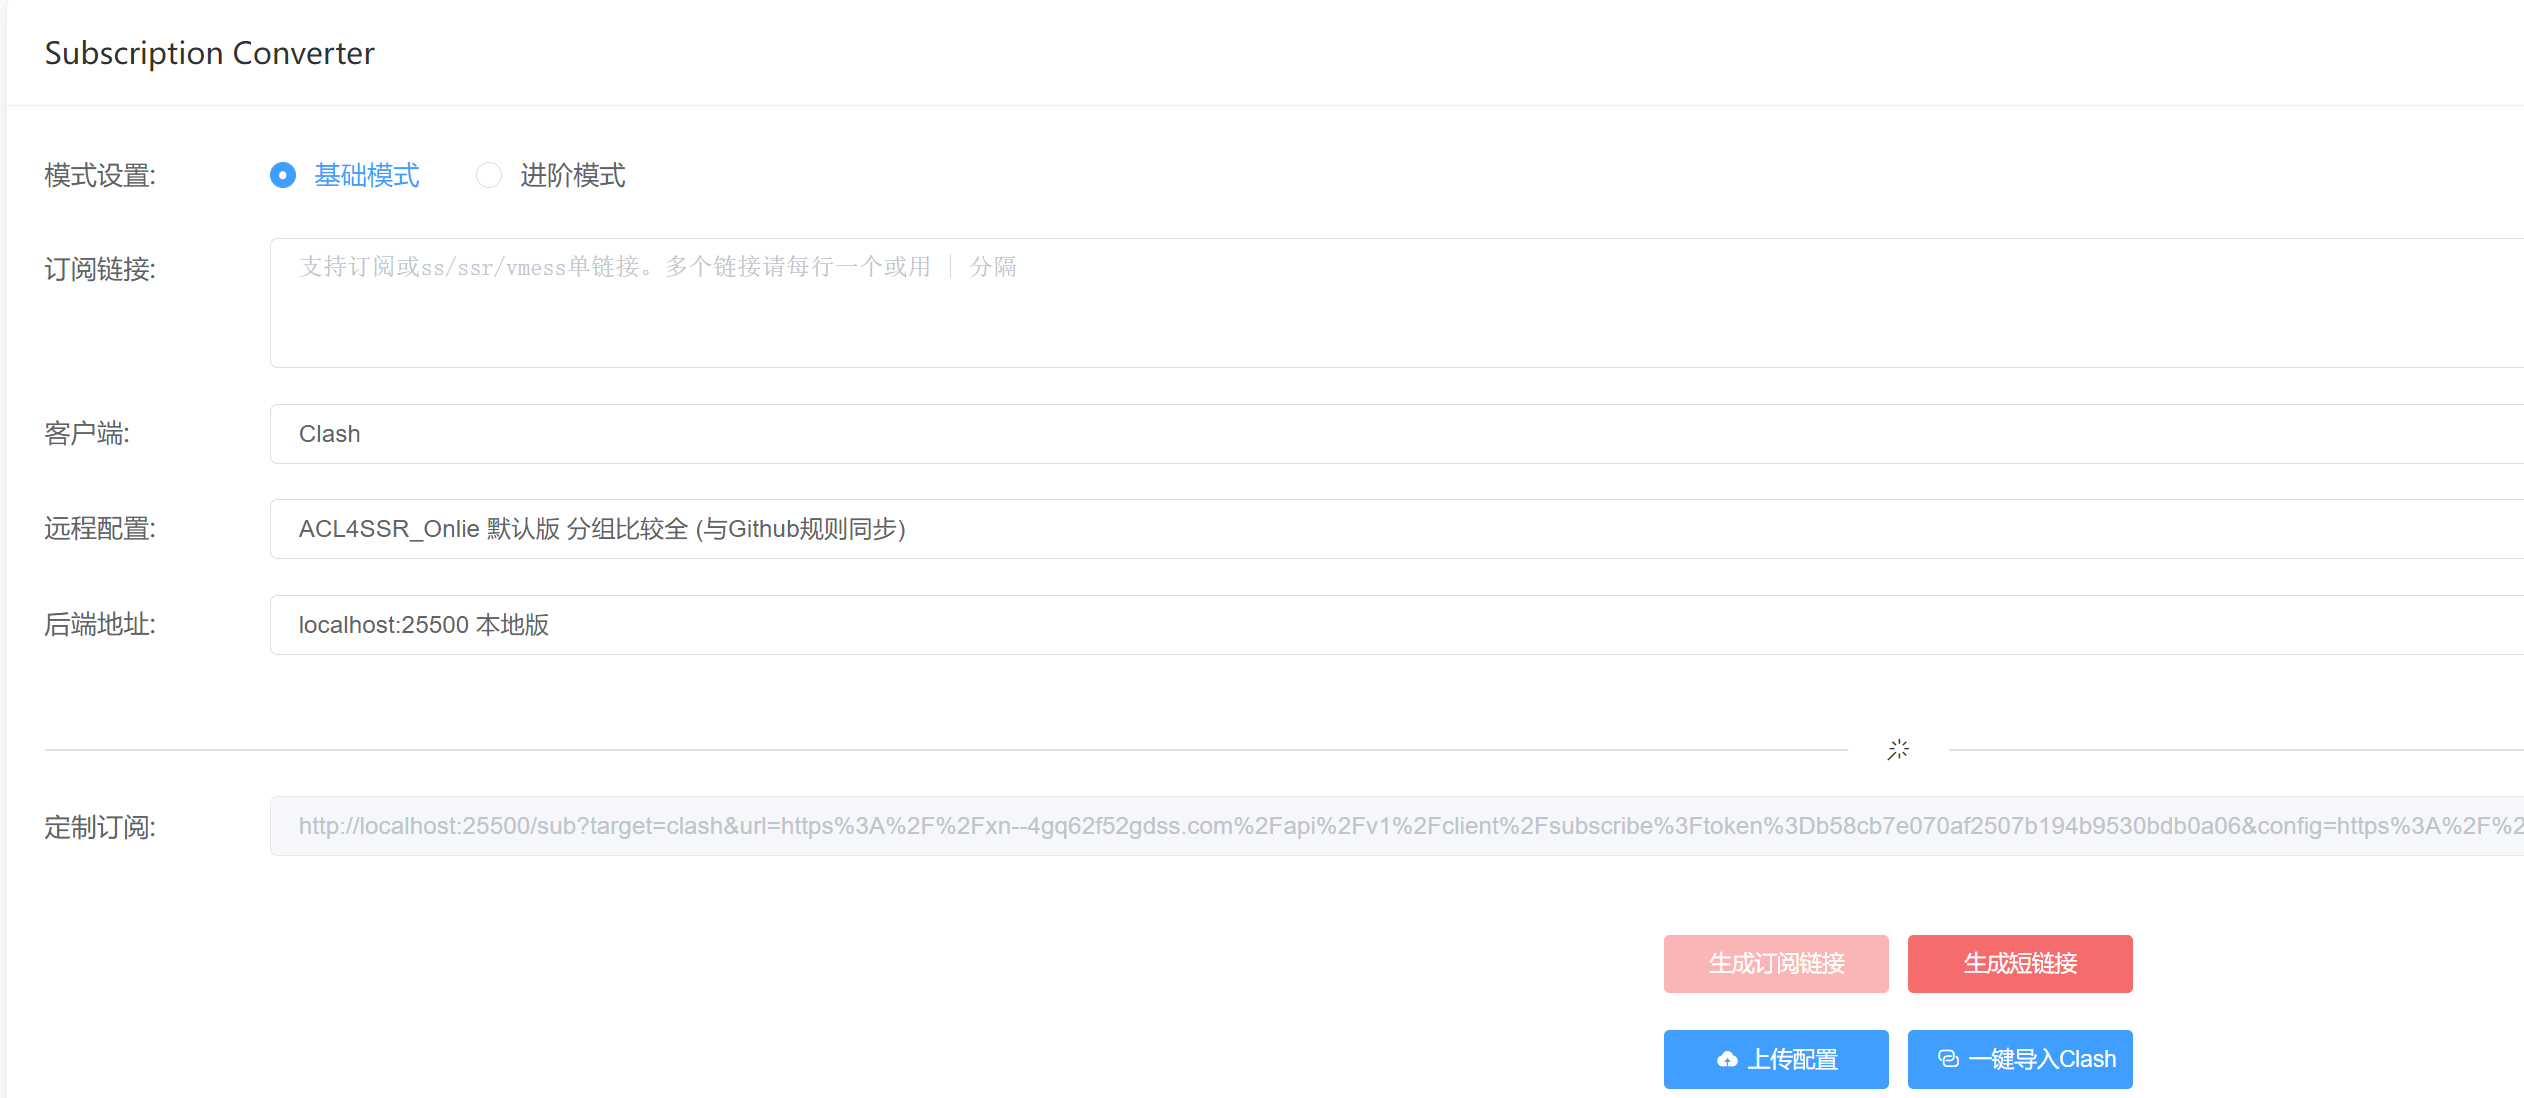 Subscription Converter
模式设置: 基础模式 进阶模式
订阅链接: 支持订阅或ss/ssr/vmess单链接。多个链接请每行一个或用 | 分隔
客户端: Clash
远程配置: ACL4SSR_Onlie 默认版 分组比较全 (与Github规则同步)
后端地址: localhost:25500 本地版
定制订阅: http://localhost:25500/sub?target=clash&url=https%3A%2F%2Fxn--4gq62f52gdss.com%2Fapi%2Fv1%2Fclient%2Fsubscribe%3Ftoken%3Db58cb7e070af2507b194b9530bdb0a06&config=https%3A%2F%2
生成订阅链接 生成短链接
上传配置 一键导入Clash